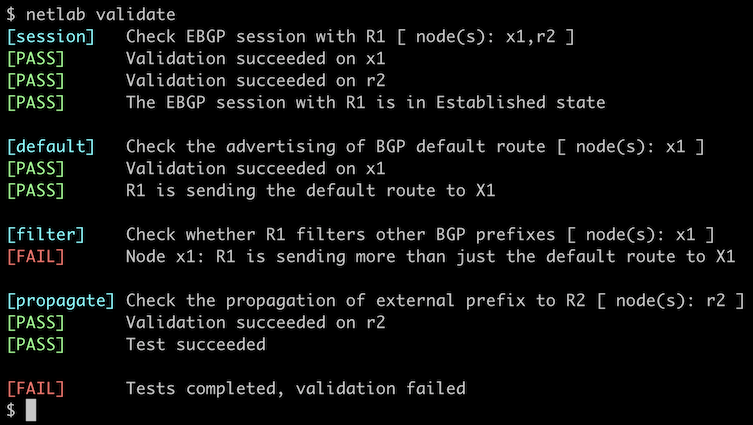 $ netlab validate
[session] Check EBGP session with R1 [ node(s): x1,r2 ]
[PASS] Validation succeeded on x1
[PASS] Validation succeeded on r2
[PASS] The EBGP session with R1 is in Established state
[default] Check the advertising of BGP default route [ node(s): x1 ]
[PASS] Validation succeeded on x1
[PASS] R1 is sending the default route to X1
[filter] Check whether R1 filters other BGP prefixes [ node(s): x1 ]
[FAIL] Node x1: R1 is sending more than just the default route to X1
[propagate] Check the propagation of external prefix to R2 [ node(s): r2 ]
[PASS] Validation succeeded on r2
[PASS] Test succeeded
[FAIL] Tests completed, validation failed
$